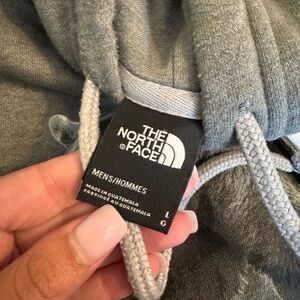 THE
NORTH
FACE
MENS/HOMMES
MADE IN GUATEMALA
FABRIQUÉ AU GUATEMALA
L
G